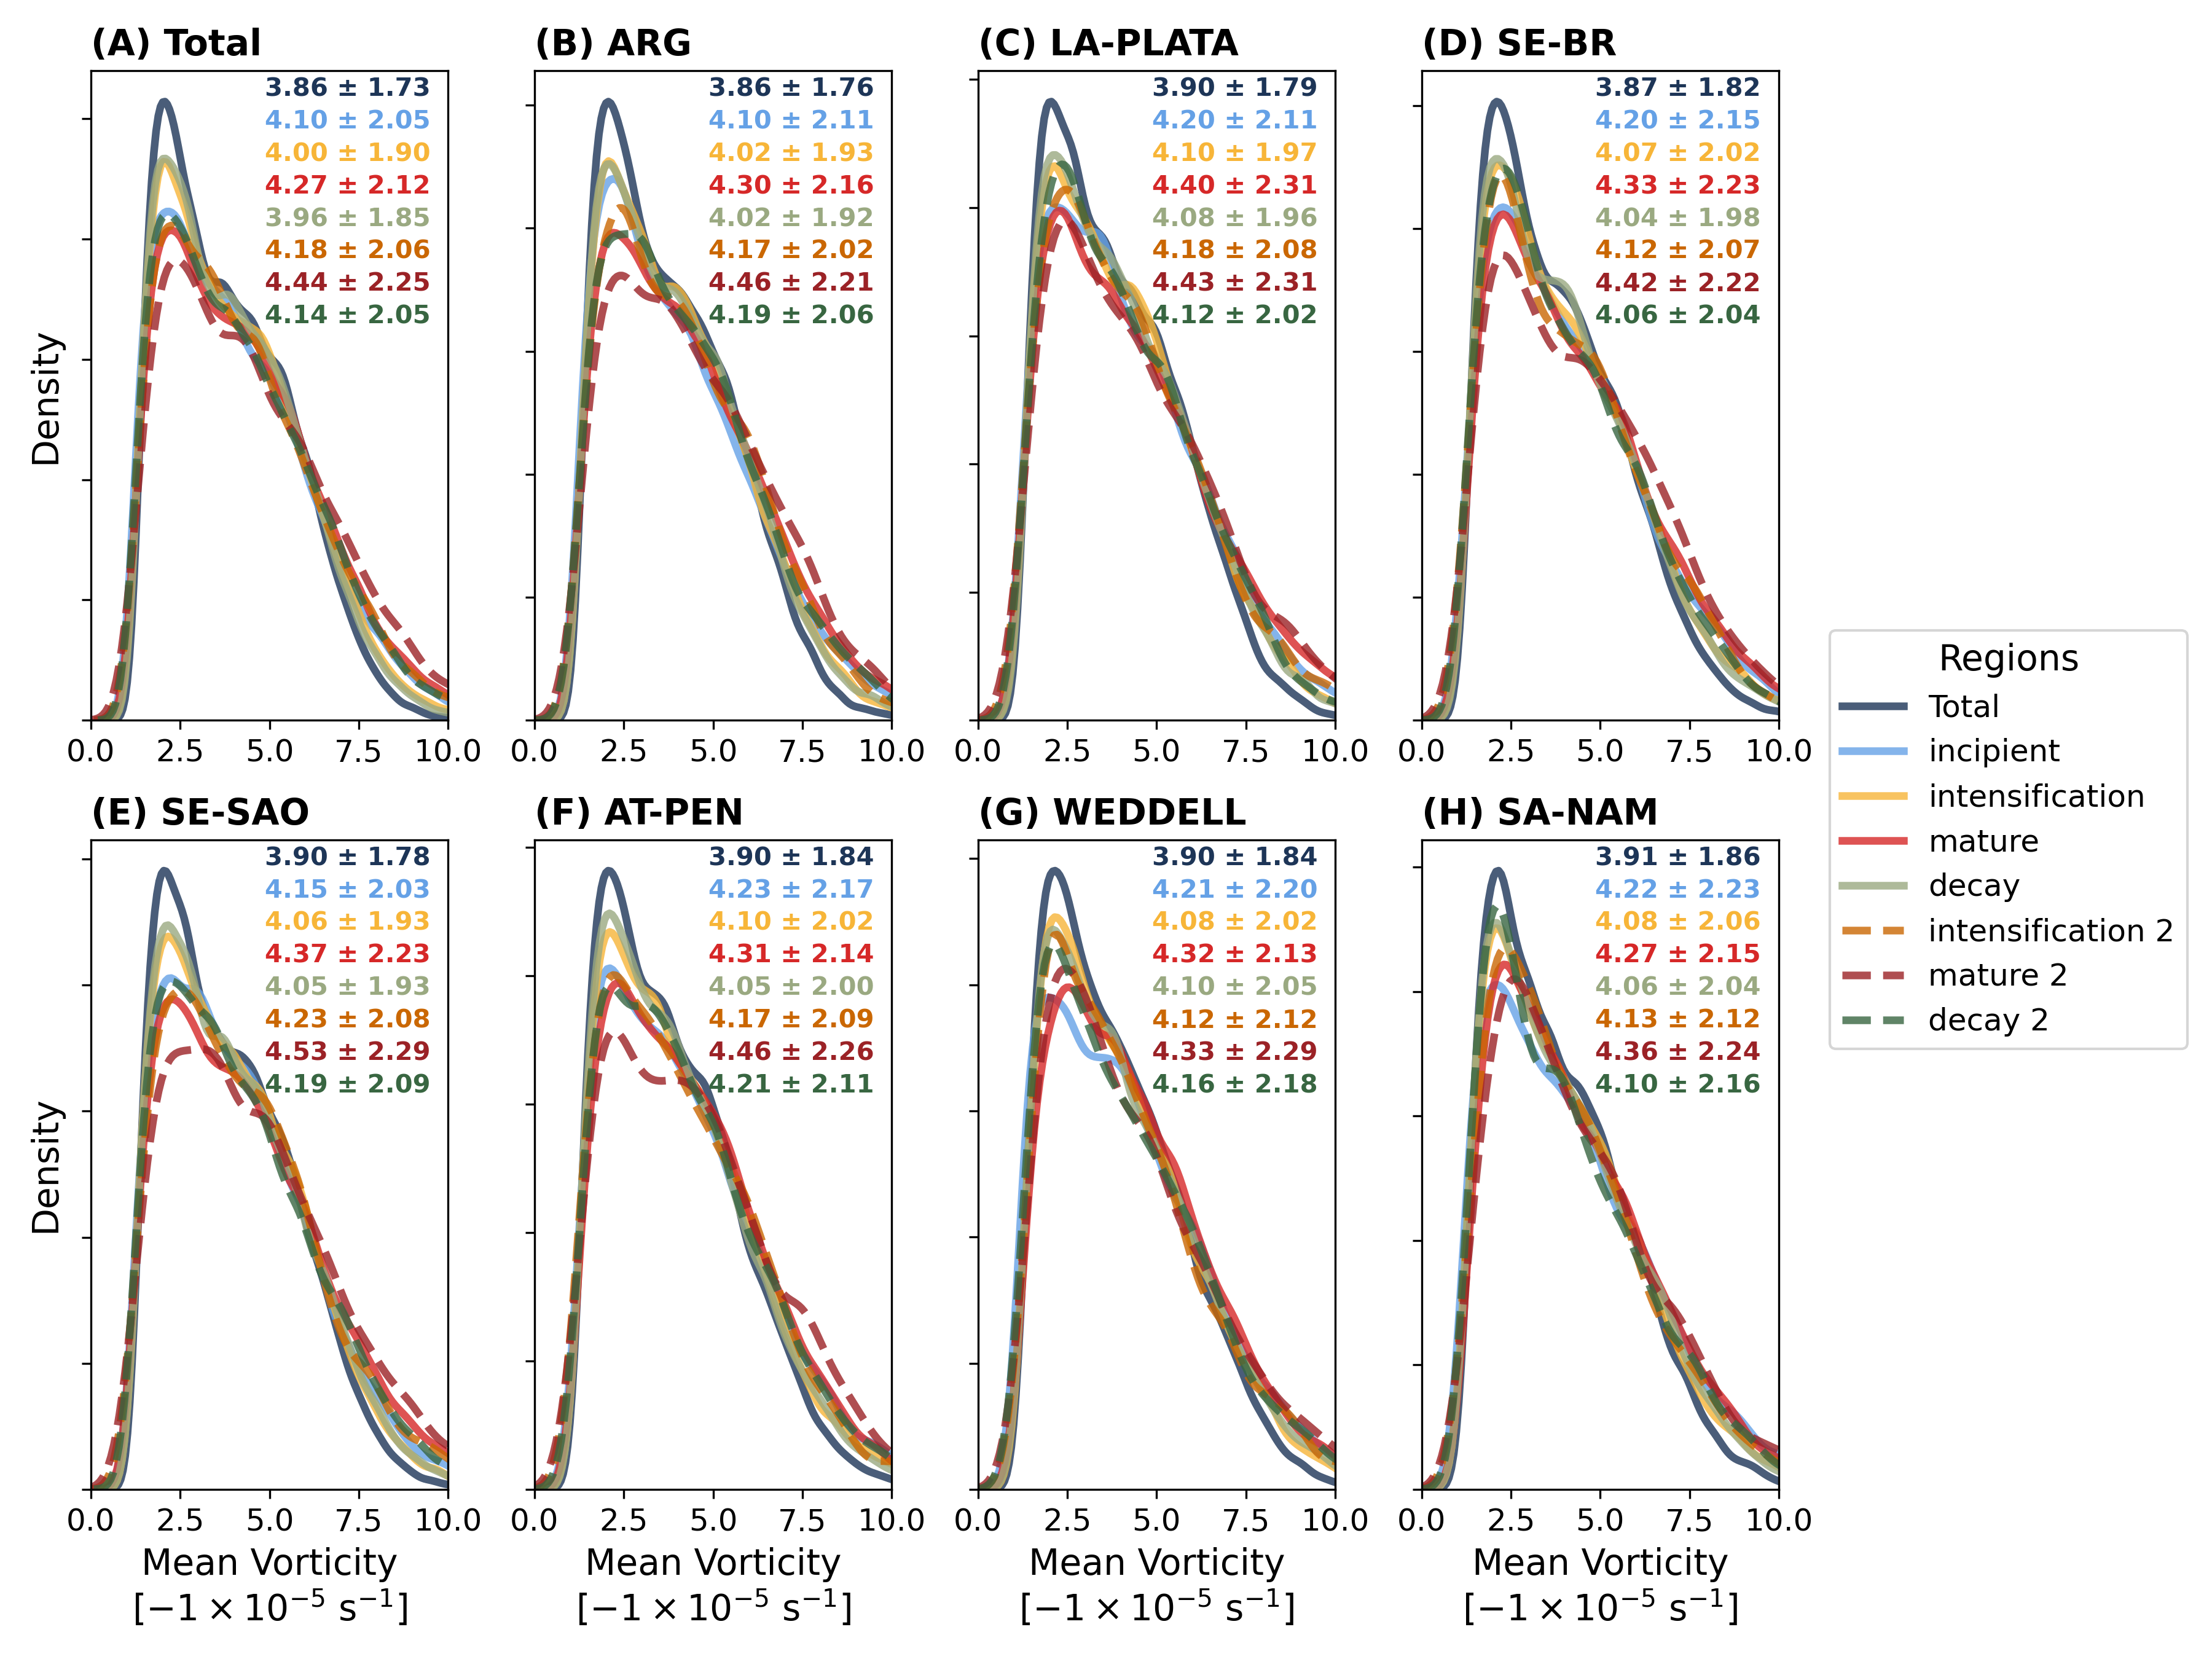 (A) Total
3.86 ± 1.73
4.10 ± 2.05
4.00 ± 1.90
4.27 ± 2.12
3.96 ± 1.85
4.18 ± 2.06
4.44 ± 2.25
4.14 ± 2.05
Density
0.0 2.5 5.0 7.5 10.0
(B) ARG
3.86 ± 1.76
4.10 ± 2.11
4.02 ± 1.93
4.30 ± 2.16
4.02 ± 1.92
4.17 ± 2.02
4.46 ± 2.21
4.19 ± 2.06
0.0 2.5 5.0 7.5 10.0
(C) LA-PLATA
3.90 ± 1.79
4.20 ± 2.11
4.10 ± 1.97
4.40 ± 2.31
4.08 ± 1.96
4.18 ± 2.08
4.43 ± 2.31
4.12 ± 2.02
0.0 2.5 5.0 7.5 10.0
(D) SE-BR
3.87 ± 1.82
4.20 ± 2.15
4.07 ± 2.02
4.33 ± 2.23
4.04 ± 1.98
4.12 ± 2.07
4.42 ± 2.22
4.06 ± 2.04
0.0 2.5 5.0 7.5 10.0
(E) SE-SAO
3.90 ± 1.78
4.15 ± 2.03
4.06 ± 1.93
4.37 ± 2.23
4.05 ± 1.93
4.23 ± 2.08
4.53 ± 2.29
4.19 ± 2.09
Density
0.0 2.5 5.0 7.5 10.0
Mean Vorticity
[−1 × 10⁻⁵ s⁻¹]
(F) AT-PEN
3.90 ± 1.84
4.23 ± 2.17
4.10 ± 2.02
4.31 ± 2.14
4.05 ± 2.00
4.17 ± 2.09
4.46 ± 2.26
4.21 ± 2.11
0.0 2.5 5.0 7.5 10.0
Mean Vorticity
[−1 × 10⁻⁵ s⁻¹]
(G) WEDDELL
3.90 ± 1.84
4.21 ± 2.20
4.08 ± 2.02
4.32 ± 2.13
4.10 ± 2.05
4.12 ± 2.12
4.33 ± 2.29
4.16 ± 2.18
0.0 2.5 5.0 7.5 10.0
Mean Vorticity
[−1 × 10⁻⁵ s⁻¹]
(H) SA-NAM
3.91 ± 1.86
4.22 ± 2.23
4.08 ± 2.06
4.27 ± 2.15
4.06 ± 2.04
4.13 ± 2.12
4.36 ± 2.24
4.10 ± 2.16
0.0 2.5 5.0 7.5 10.0
Mean Vorticity
[−1 × 10⁻⁵ s⁻¹]
Regions
Total
incipient
intensification
mature
decay
intensification 2
mature 2
decay 2